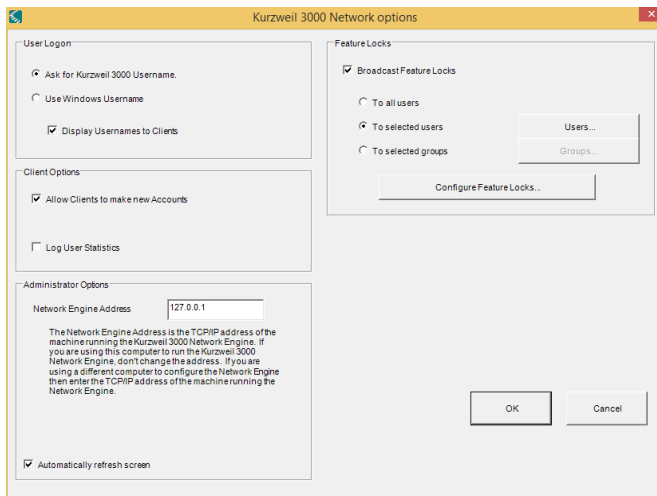 Kurzweil 3000 Network options
User Logon
Ask for Kurzweil 3000 Username.
Use Windows Username
Display Usernames to Clients
Client Options
Allow Clients to make new Accounts
Log User Statistics
Administrator Options
Network Engine Address
127.0.0.1
The Network Engine Address is the TCP/IP address of the
machine running the Kurzweil 3000 Network Engine. If
you are using this computer to run the Kurzweil 3000
Network Engine, don't change the address. If you are
using a different computer to configure the Network Engine
then enter the TCP/IP address of the machine running the
Network Engine.
Automatically refresh screen
Feature Locks
Broadcast Feature Locks
To all users
To selected users
Users...
To selected groups
Groups...
Configure Feature Locks...
OK
Cancel